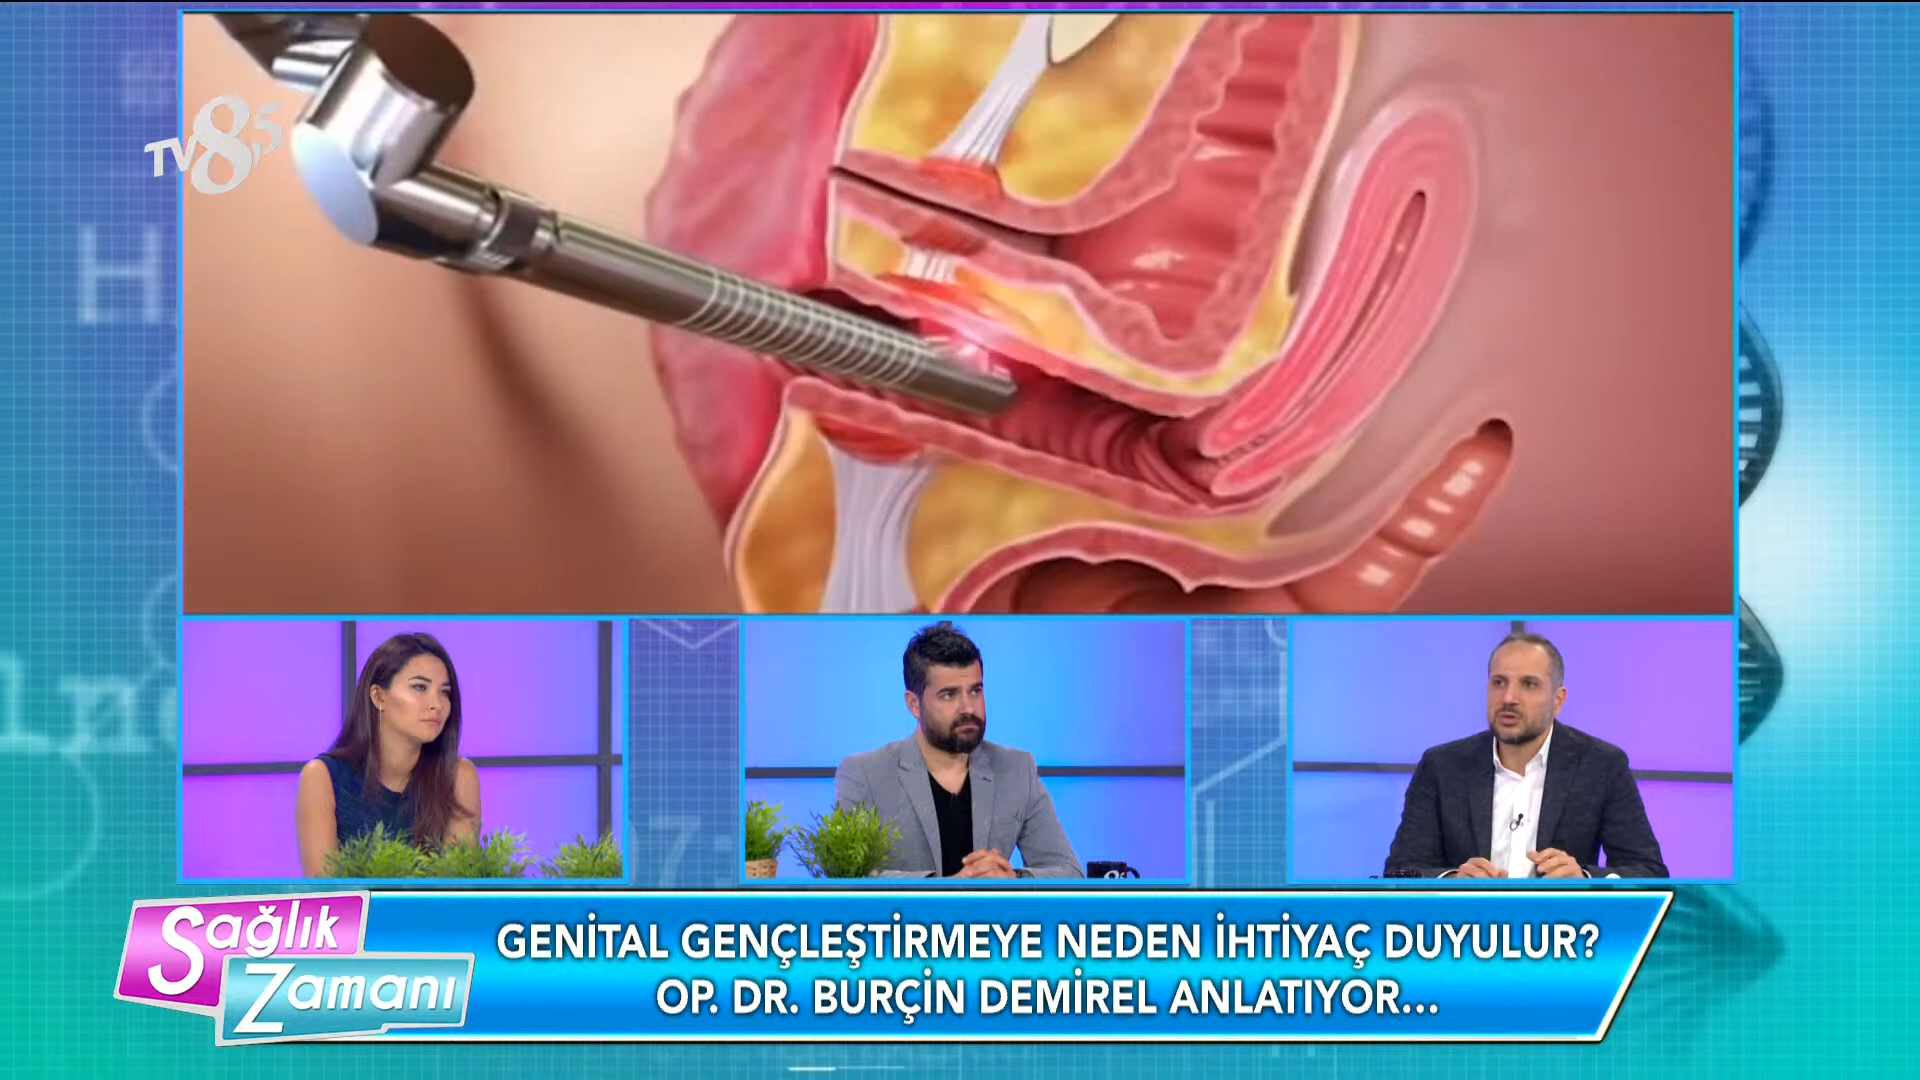 TV8,5
Sağlık
Zamanı
GENİTAL GENÇLEŞTİRMEYE NEDEN İHTİYAÇ DUYULUR?
OP. DR. BURÇİN DEMİREL ANLATIYOR...